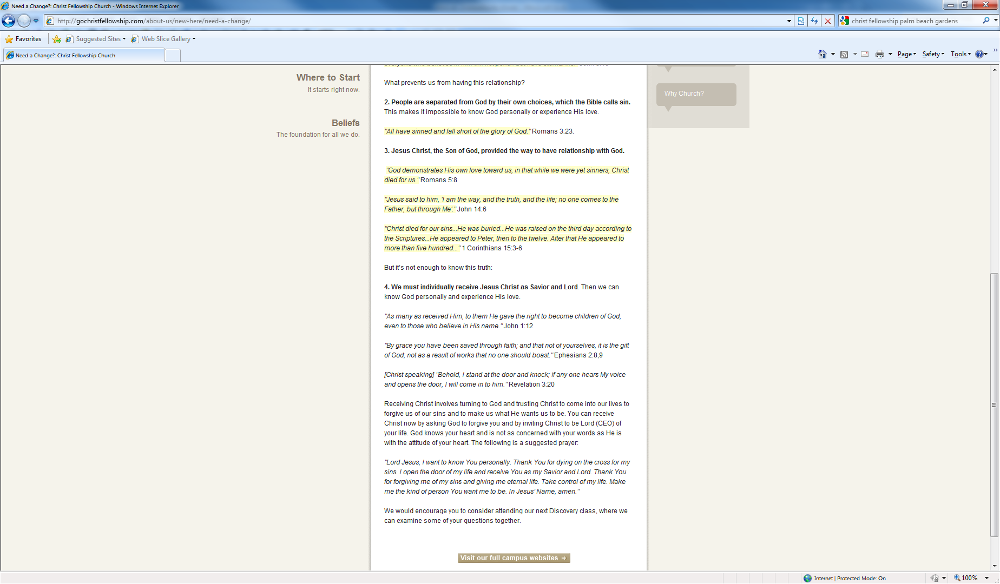 Need a Change?: Christ Fellowship Church - Windows Internet Explorer
http://gochristfellowship.com/about-us/new-here/need-a-change/
christ fellowship palm beach gardens
Favorites
Suggested Sites
Web Slice Gallery
Need a Change?: Christ Fellowship Church
Page
Safety
Tools
Where to Start
It starts right now.
Beliefs
The foundation for all we do.
What prevents us from having this relationship?
2. People are separated from God by their own choices, which the Bible calls sin.
This makes it impossible to know God personally or experience His love.
"All have sinned and fall short of the glory of God." Romans 3:23.
3. Jesus Christ, the Son of God, provided the way to have relationship with God.
"God demonstrates His own love toward us, in that while we were yet sinners, Christ
died for us." Romans 5:8
"Jesus said to him, 'I am the way, and the truth, and the life; no one comes to the
Father, but through Me'." John 14:6
"Christ died for our sins...He was buried...He was raised on the third day according to
the Scriptures...He appeared to Peter, then to the twelve. After that He appeared to
more than five hundred..." 1 Corinthians 15:3-6
But it's not enough to know this truth:
4. We must individually receive Jesus Christ as Savior and Lord. Then we can
know God personally and experience His love.
"As many as received Him, to them He gave the right to become children of God,
even to those who believe in His name." John 1:12
"By grace you have been saved through faith; and that not of yourselves, it is the gift
of God; not as a result of works that no one should boast." Ephesians 2:8,9
[Christ speaking] "Behold, I stand at the door and knock; if any one hears My voice
and opens the door, I will come in to him." Revelation 3:20
Receiving Christ involves turning to God and trusting Christ to come into our lives to
forgive us of our sins and to make us what He wants us to be. You can receive
Christ now by asking God to forgive you and by inviting Christ to be Lord (CEO) of
your life. God knows your heart and is not as concerned with your words as He is
with the attitude of your heart. The following is a suggested prayer:
"Lord Jesus, I want to know You personally. Thank You for dying on the cross for my
sins. I open the door of my life and receive You as my Savior and Lord. Thank You
for forgiving me of my sins and giving me eternal life. Take control of my life. Make
me the kind of person You want me to be. In Jesus' Name, amen."
We would encourage you to consider attending our next Discovery class, where we
can examine some of your questions together.
Visit our full campus websites →
Why Church?
Internet | Protected Mode: On
100%